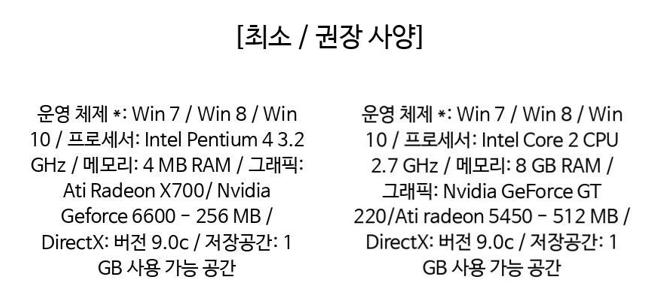 [최소 / 권장 사양]
운영 체제 *: Win 7 / Win 8 / Win
10 / 프로세서: Intel Pentium 4 3.2
GHz / 메모리: 4 MB RAM / 그래픽:
Ati Radeon X700/ Nvidia
Geforce 6600 - 256 MB /
DirectX: 버전 9.0c / 저장공간: 1
GB 사용 가능 공간
운영 체제 *: Win 7 / Win 8 / Win
10 / 프로세서: Intel Core 2 CPU
2.7 GHz / 메모리: 8 GB RAM /
그래픽: Nvidia GeForce GT
220/Ati radeon 5450 - 512 MB /
DirectX: 버전 9.0c / 저장공간: 1
GB 사용 가능 공간